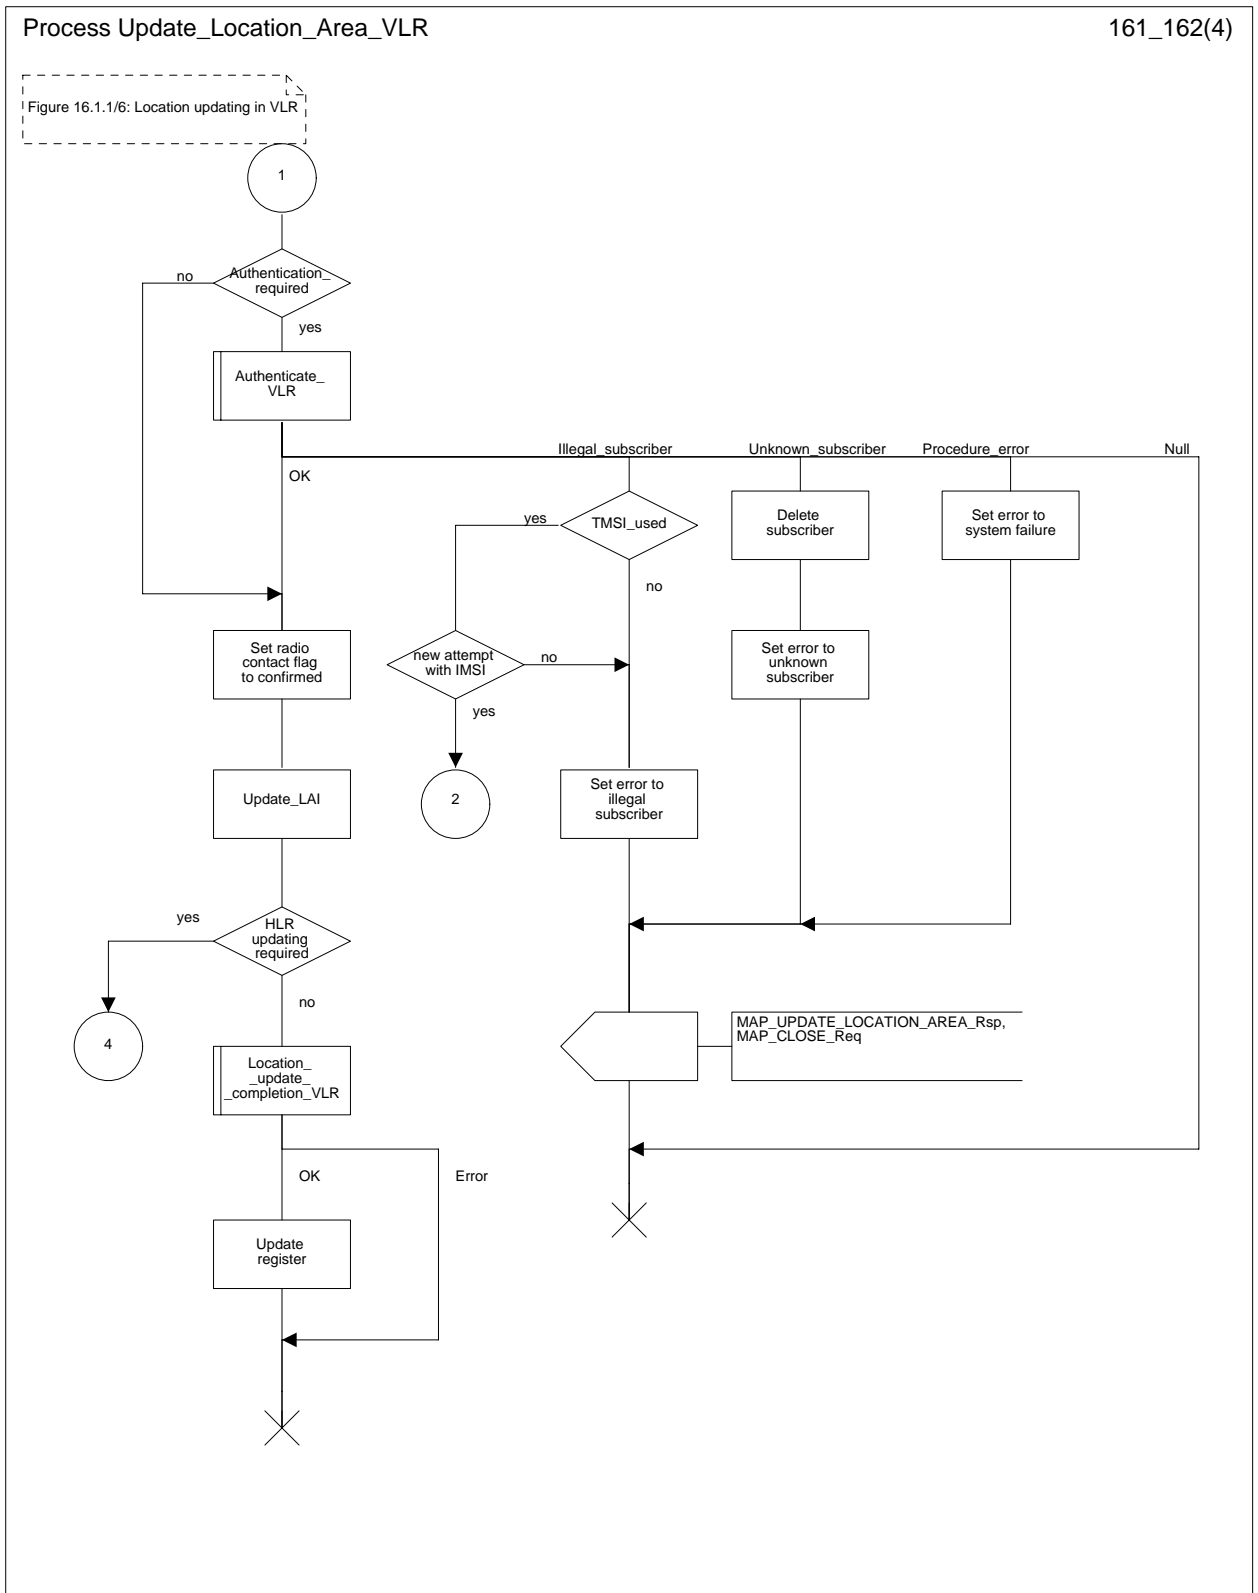 Process Update_Location_Area_VLR
161_162(4)
Figure 16.1.1/6: Location updating in VLR
1
no
Authentication_
required
yes
Authenticate_
VLR
Illegal_subscriber
Unknown_subscriber
Procedure_error
Null
OK
yes
TMSI_used
Delete
subscriber
Set error to
system failure
no
Set radio
contact flag
to confirmed
new attempt
with IMSI
no
Set error to
unknown
subscriber
yes
Update_LAI
2
Set error to
illegal
subscriber
yes
HLR
updating
required
no
4
Location_
_update_
_completion_VLR
MAP_UPDATE_LOCATION_AREA_Rsp,
MAP_CLOSE_Req
OK
Error
Update
register